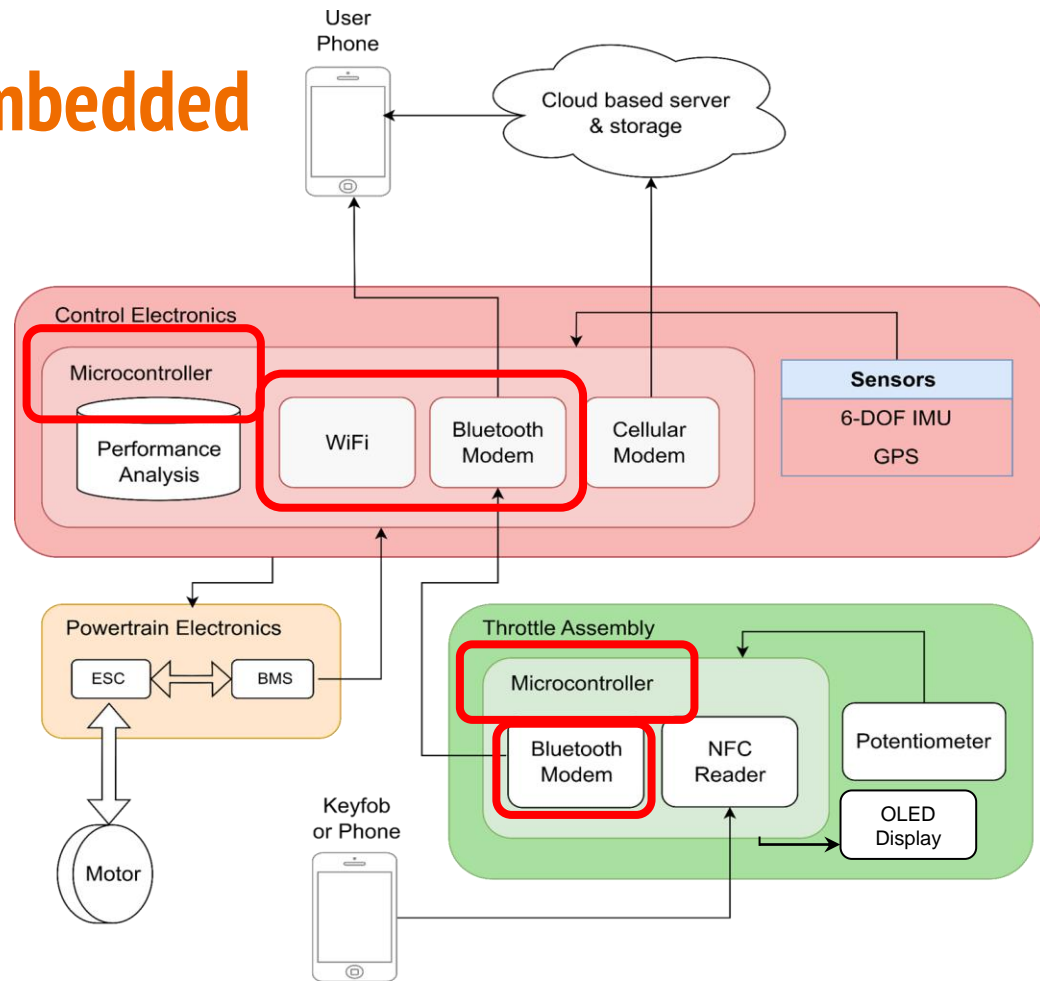 User
Phone
mbedded
Cloud based server
& storage
Control Electronics
Microcontroller
Performance
Analysis
WiFi
Bluetooth
Modem
Cellular
Modem
Sensors
6-DOF IMU
GPS
Powertrain Electronics
ESC
BMS
Motor
Throttle Assembly
Microcontroller
Bluetooth
Modem
NFC
Reader
Potentiometer
OLED
Display
Keyfob
or Phone